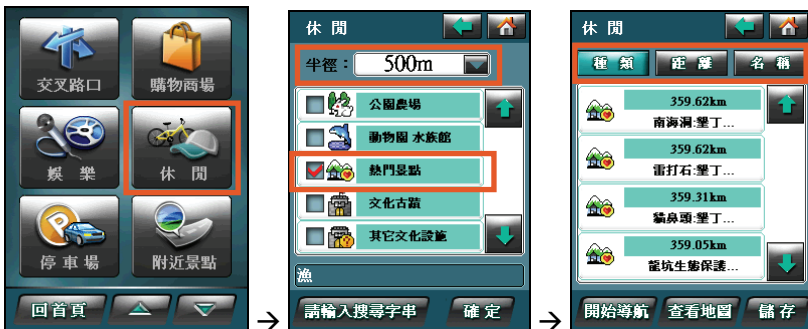 交叉路口
購物商場
娛樂
休閒
停車場
附近景點
回首頁
→
休閒
半徑： 500m
公園農場
動物園 水族館
熱門景點
文化古蹟
其它文化設施
漁
請輸入搜尋字串
確定
→
休閒
種類 距離 名稱
359.62km
南海洞:墾丁...
359.62km
雷打石:墾丁...
359.31km
貓鼻頭:墾丁...
359.05km
龍坑生態保護...
開始導航 查看地圖 儲存